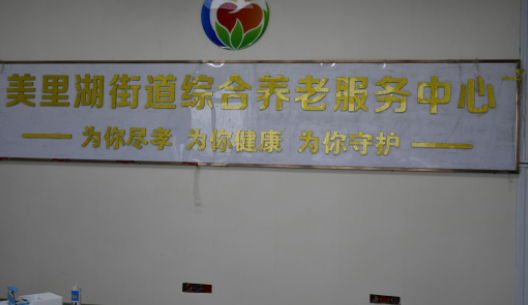 美里湖街道综合养老服务中心
为你尽孝 为你健康 为你守护